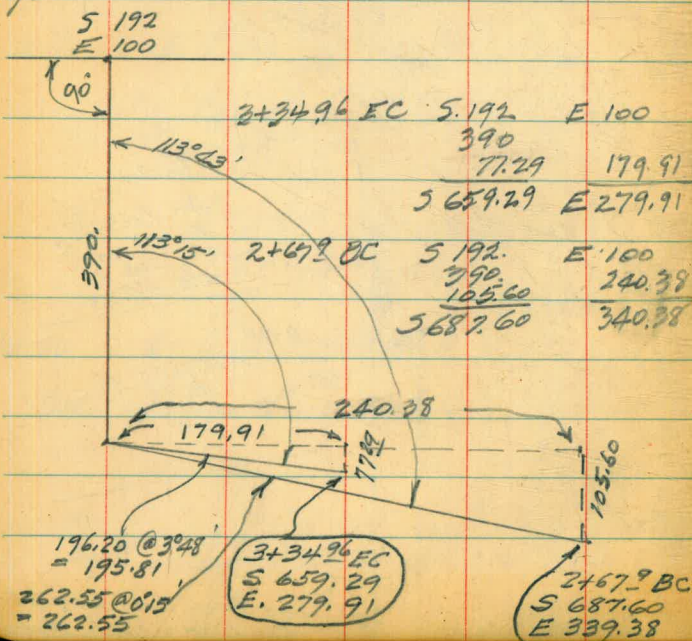 S 192
E 100
90°
3+34.96 EC S. 192 E 100
390
77.29 179.91
S 659.29 E 279.91
113°43'
113°15'
2+67.9 BC S 192. E 100
390. 240.38
105.60
S 687.60 340.38
390.
240.38
179.91
77.29
105.60
196.20 @ 3°48'
= 195.81
262.55 @ 0°15'
= 262.55
3+34.96 EC
S 659.29
E. 279.91
2+67.9 BC
S 687.60
E 339.38